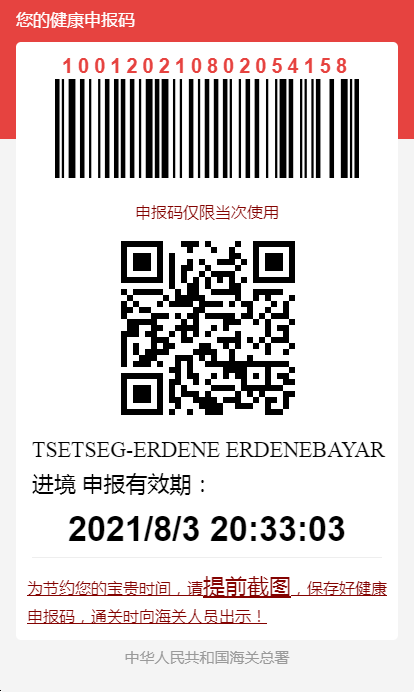 您的健康申报码
100120210802054158
申报码仅限当次使用
TSETSEG-ERDENE ERDENEBAYAR
进境 申报有效期：
2021/8/3 20:33:03
为节约您的宝贵时间，请提前截图，保存好健康
申报码，通关时向海关人员出示！
中华人民共和国海关总署